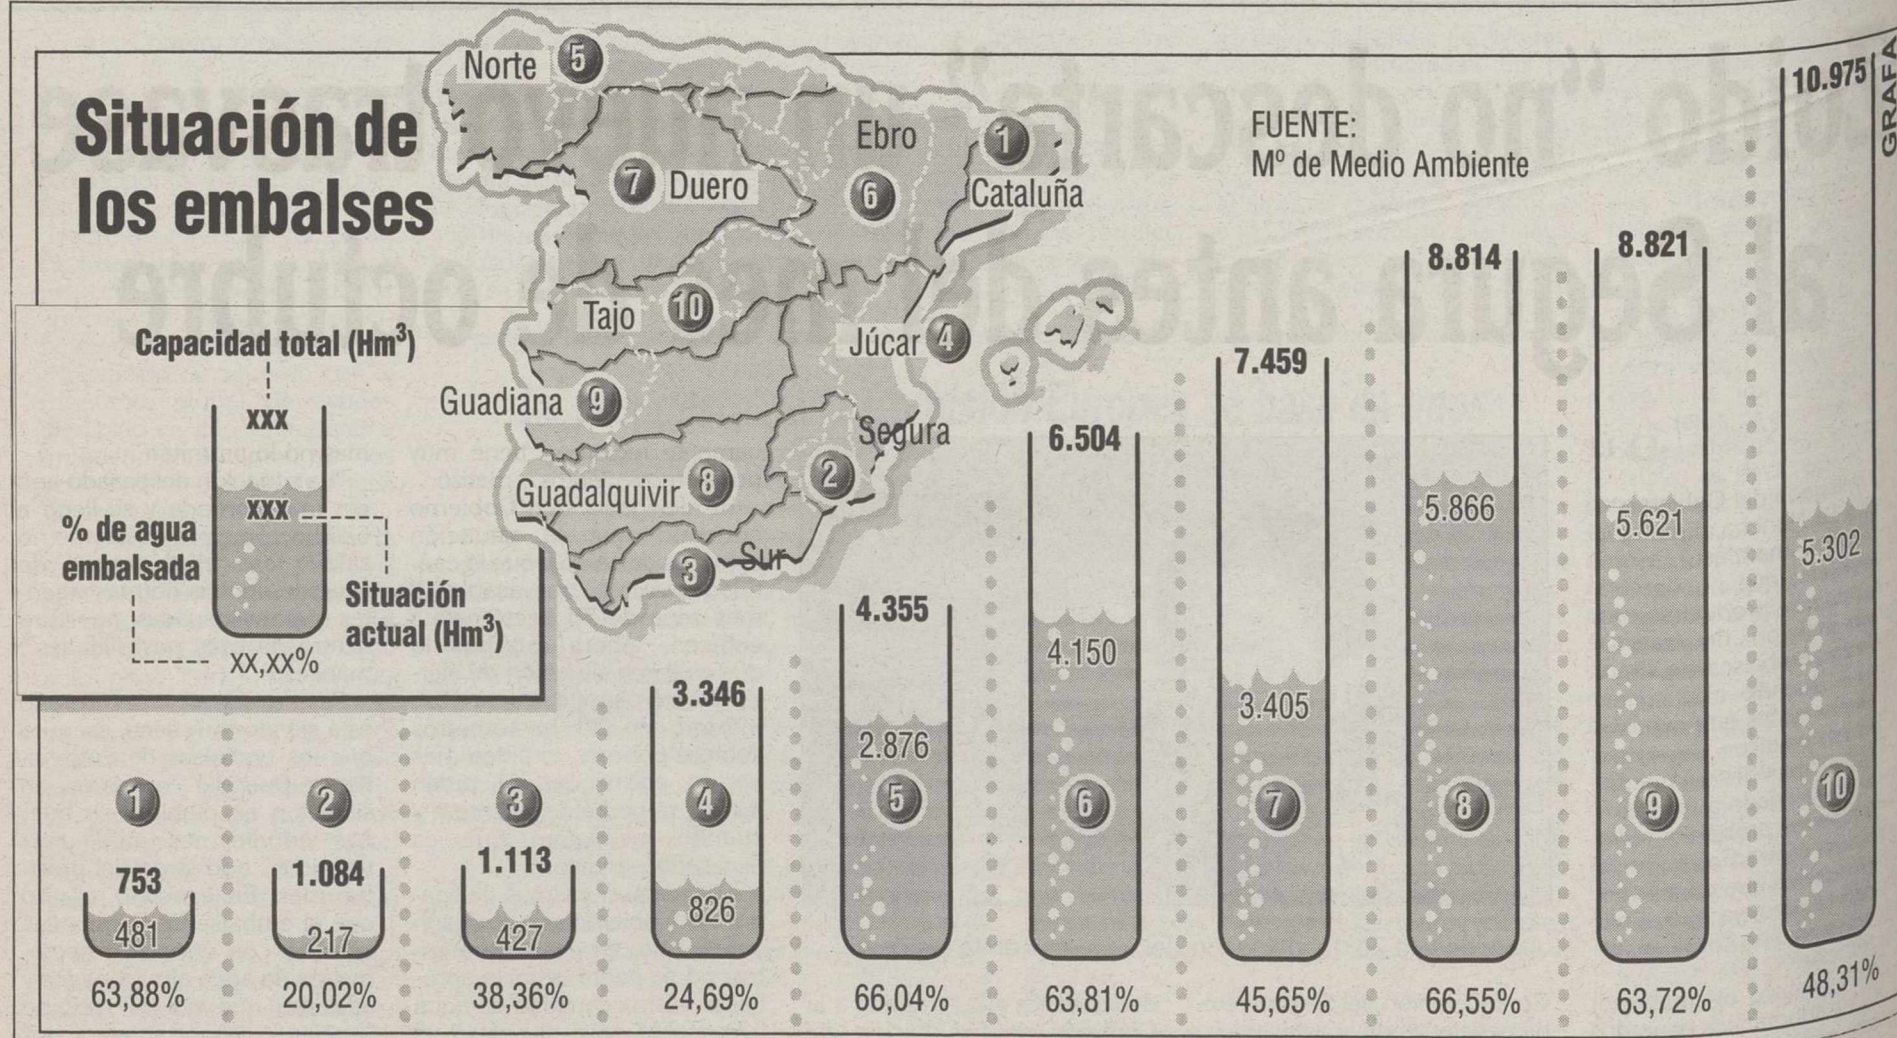 Situación de
los embalses
Norte 5
Ebro
1
Cataluña
7 Duero
6
Tajo 10
Júcar 4
Guadiana 9
Segura
2
Guadalquivir 8
Sur
3
FUENTE:
Mº de Medio Ambiente
GRAFA
Capacidad total (Hm³)
xxx
xxx
% de agua
embalsada
Situación
actual (Hm³)
xx,xx%
1
753
481
63,88%
2
1.084
217
20,02%
3
1.113
427
38,36%
4
3.346
826
24,69%
4.355
2.876
5
66,04%
6.504
4.150
6
63,81%
7.459
3.405
7
45,65%
8.814
5.866
8
66,55%
8.821
5.621
9
63,72%
10.975
5.302
10
48,31%